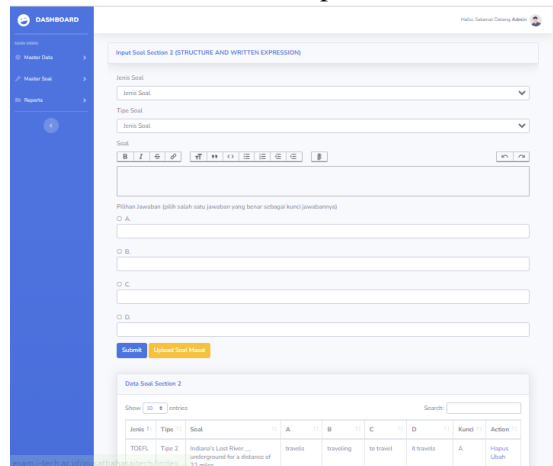 DASHBOARD
Hallo, Selamat Datang Admin
Master Data
Master Soal
Reports
Input Soal Section 2 (STRUCTURE AND WRITTEN EXPRESSION)
Jenis Soal
Jenis Soal
Tipe Soal
Jenis Soal
Soal
Pilihan Jawaban (pilih salah satu jawaban yang benar sebagai kunci jawabannya)
A.
B.
C.
D.
Submit Upload Soal Masal
Data Soal Section 2
Show 10 entries Search:
Jenis Tipe Soal A B C D Kunci Action
TOEFL Tipe 2 Indiana's Lost River __ travels traveling to travel it travels A Hapus
underground for a distance of Ubah
22 miles